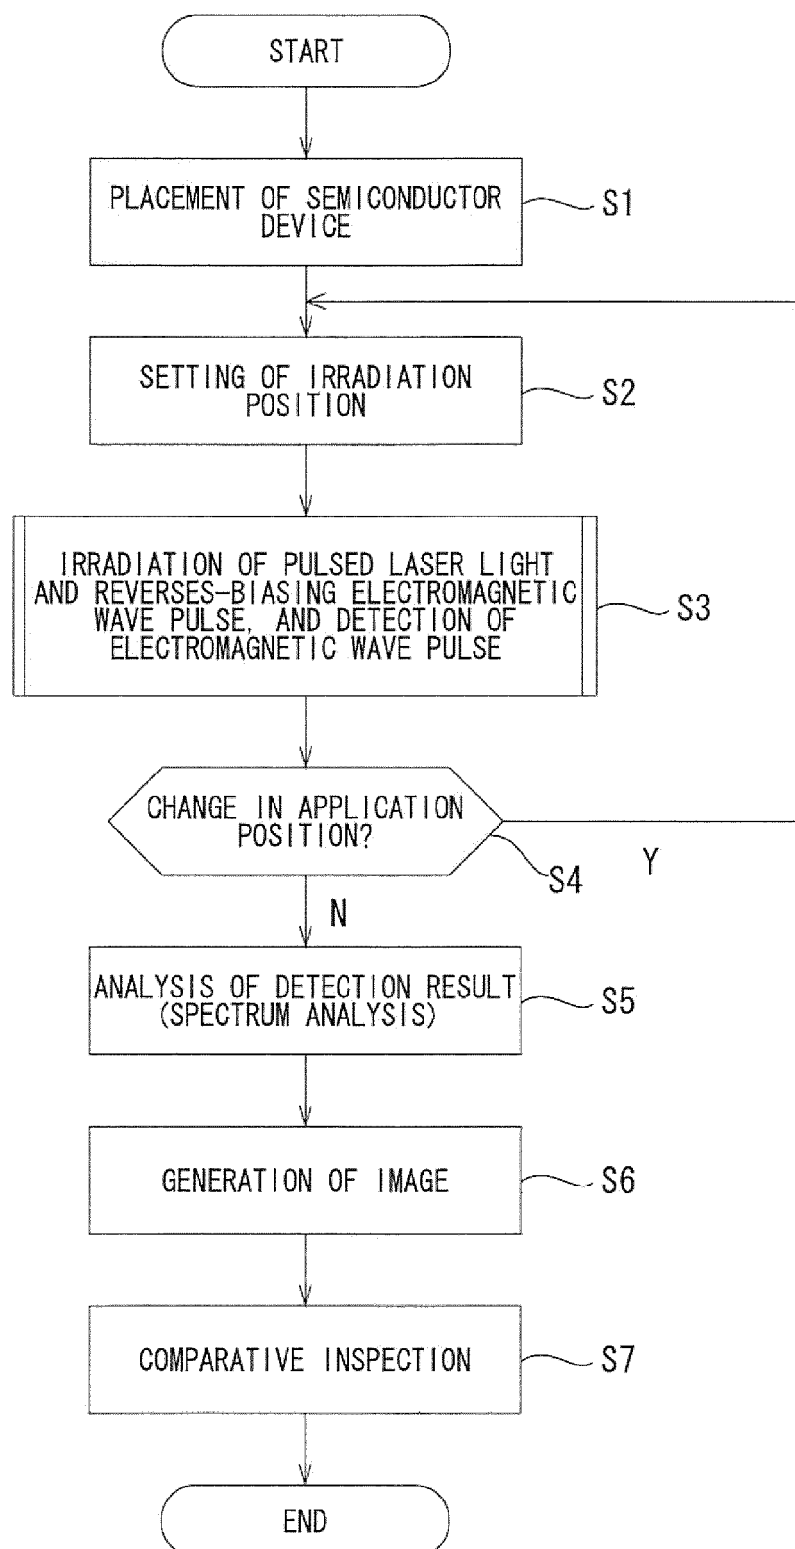 START
PLACEMENT OF SEMICONDUCTOR
DEVICE
S1
SETTING OF IRRADIATION
POSITION
S2
IRRADIATION OF PULSED LASER LIGHT
AND REVERSES-BIASING ELECTROMAGNETIC
WAVE PULSE, AND DETECTION OF
ELECTROMAGNETIC WAVE PULSE
S3
CHANGE IN APPLICATION
POSITION?
S4
Y
N
ANALYSIS OF DETECTION RESULT
(SPECTRUM ANALYSIS)
S5
GENERATION OF IMAGE
S6
COMPARATIVE INSPECTION
S7
END